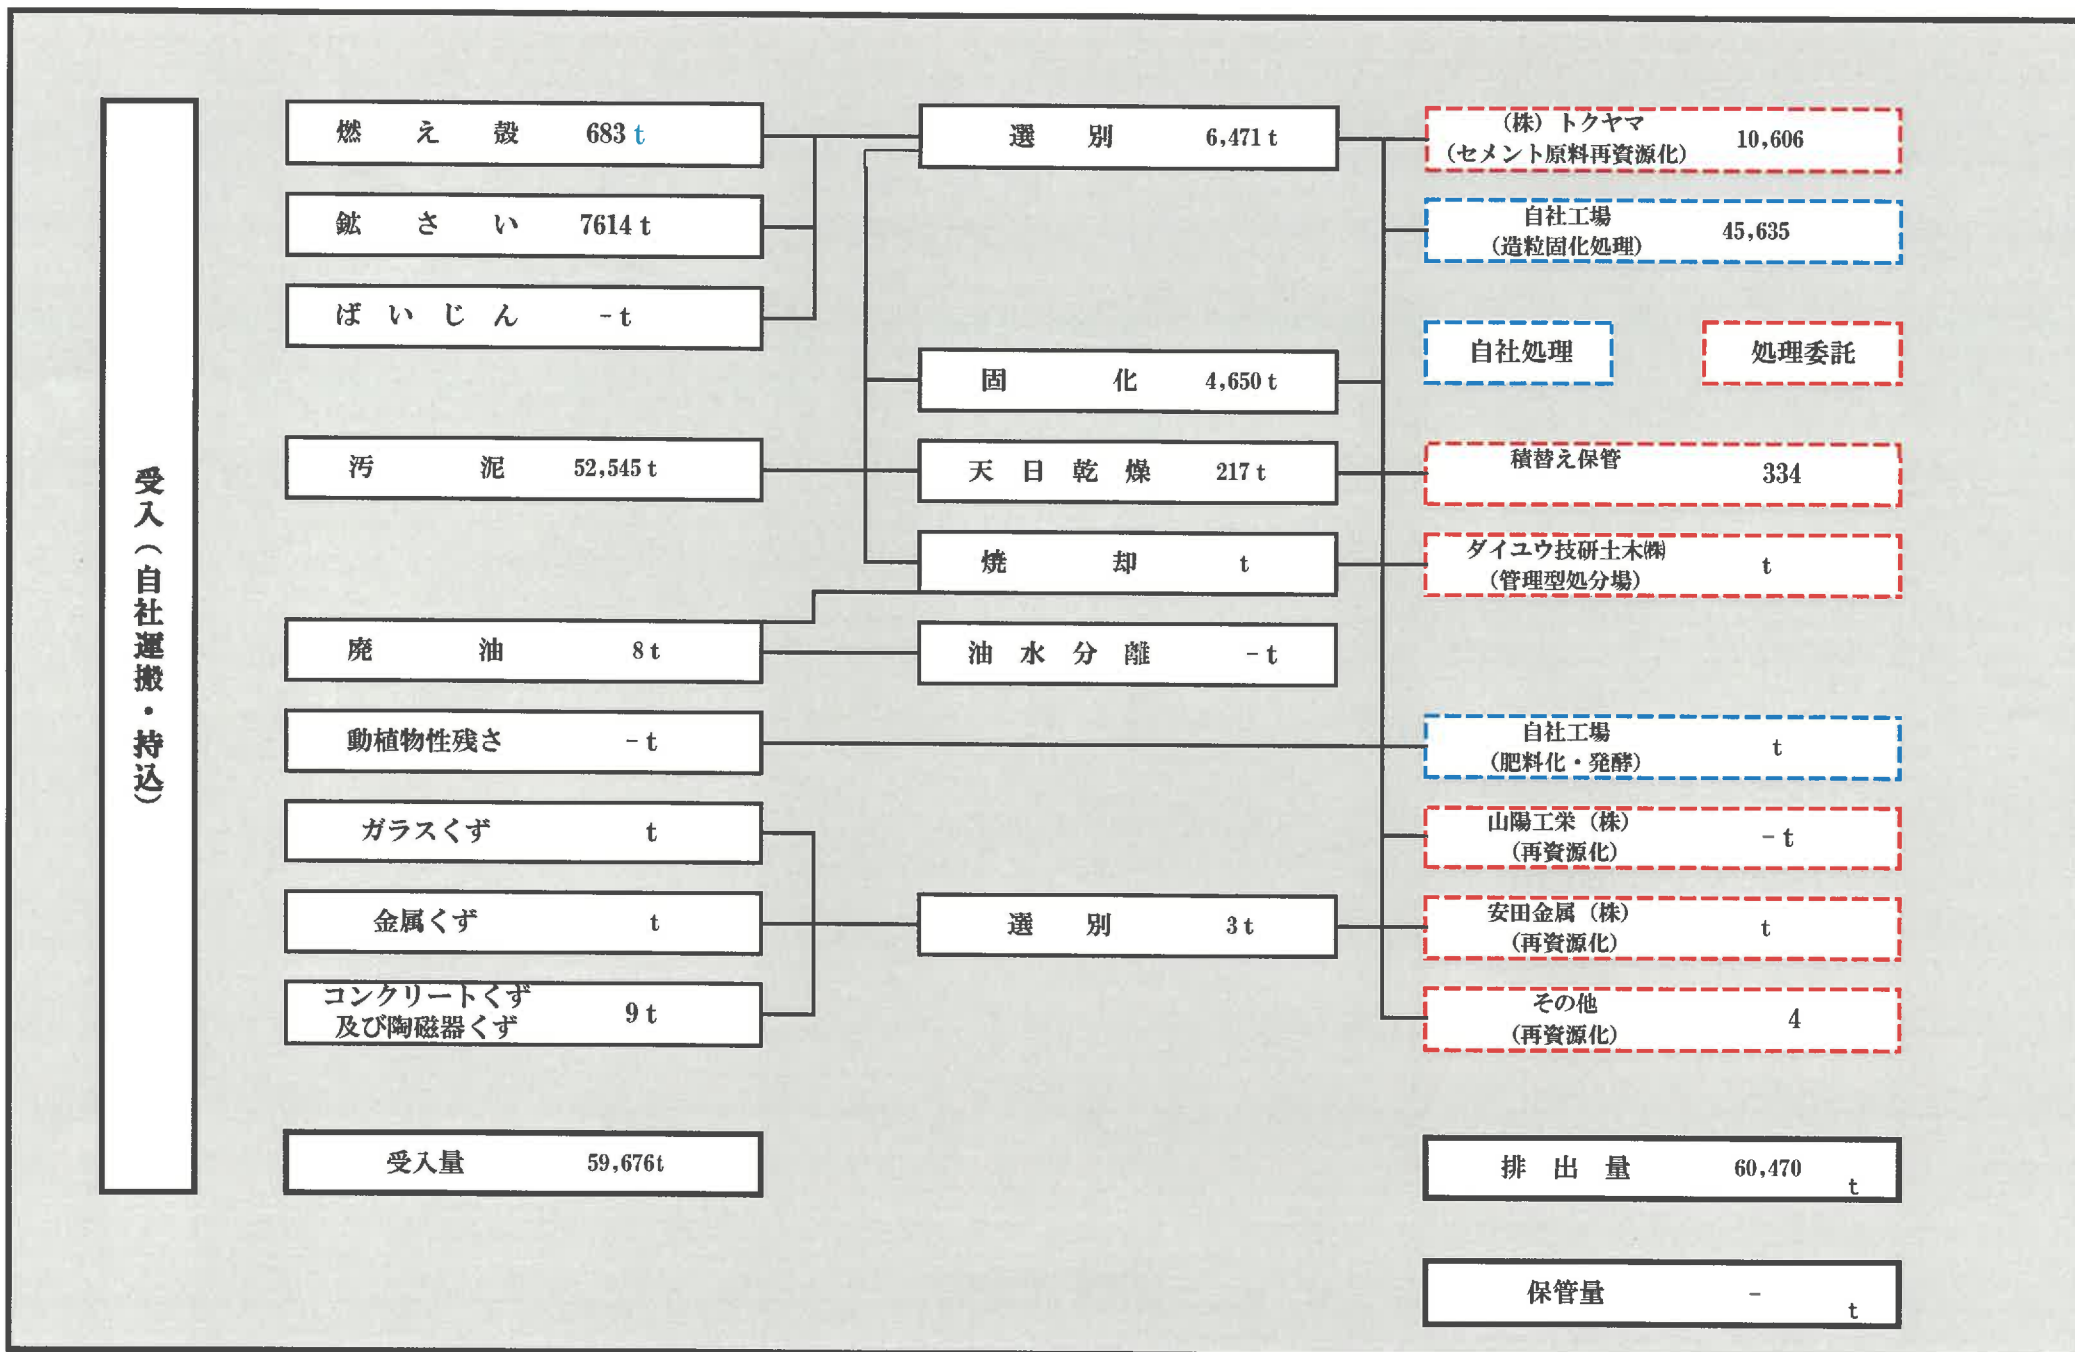 受入（自社運搬・持込）
燃え殻 683 t
鉱さい 7614 t
ばいじん - t
汚泥 52,545 t
廃油 8 t
動植物性残さ - t
ガラスくず t
金属くず t
コンクリートくず
及び陶磁器くず 9 t
受入量 59,676t
選別 6,471 t
固化 4,650 t
天日乾燥 217 t
焼却 t
油水分離 - t
選別 3 t
（株）トクヤマ
（セメント原料再資源化） 10,606
自社工場
（造粒固化処理） 45,635
自社処理
処理委託
積替え保管 334
ダイユウ技研土木㈱
（管理型処分場） t
自社工場
（肥料化・発酵） t
山陽工栄（株）
（再資源化） - t
安田金属（株）
（再資源化） t
その他
（再資源化） 4
排出量 60,470 t
保管量 - t